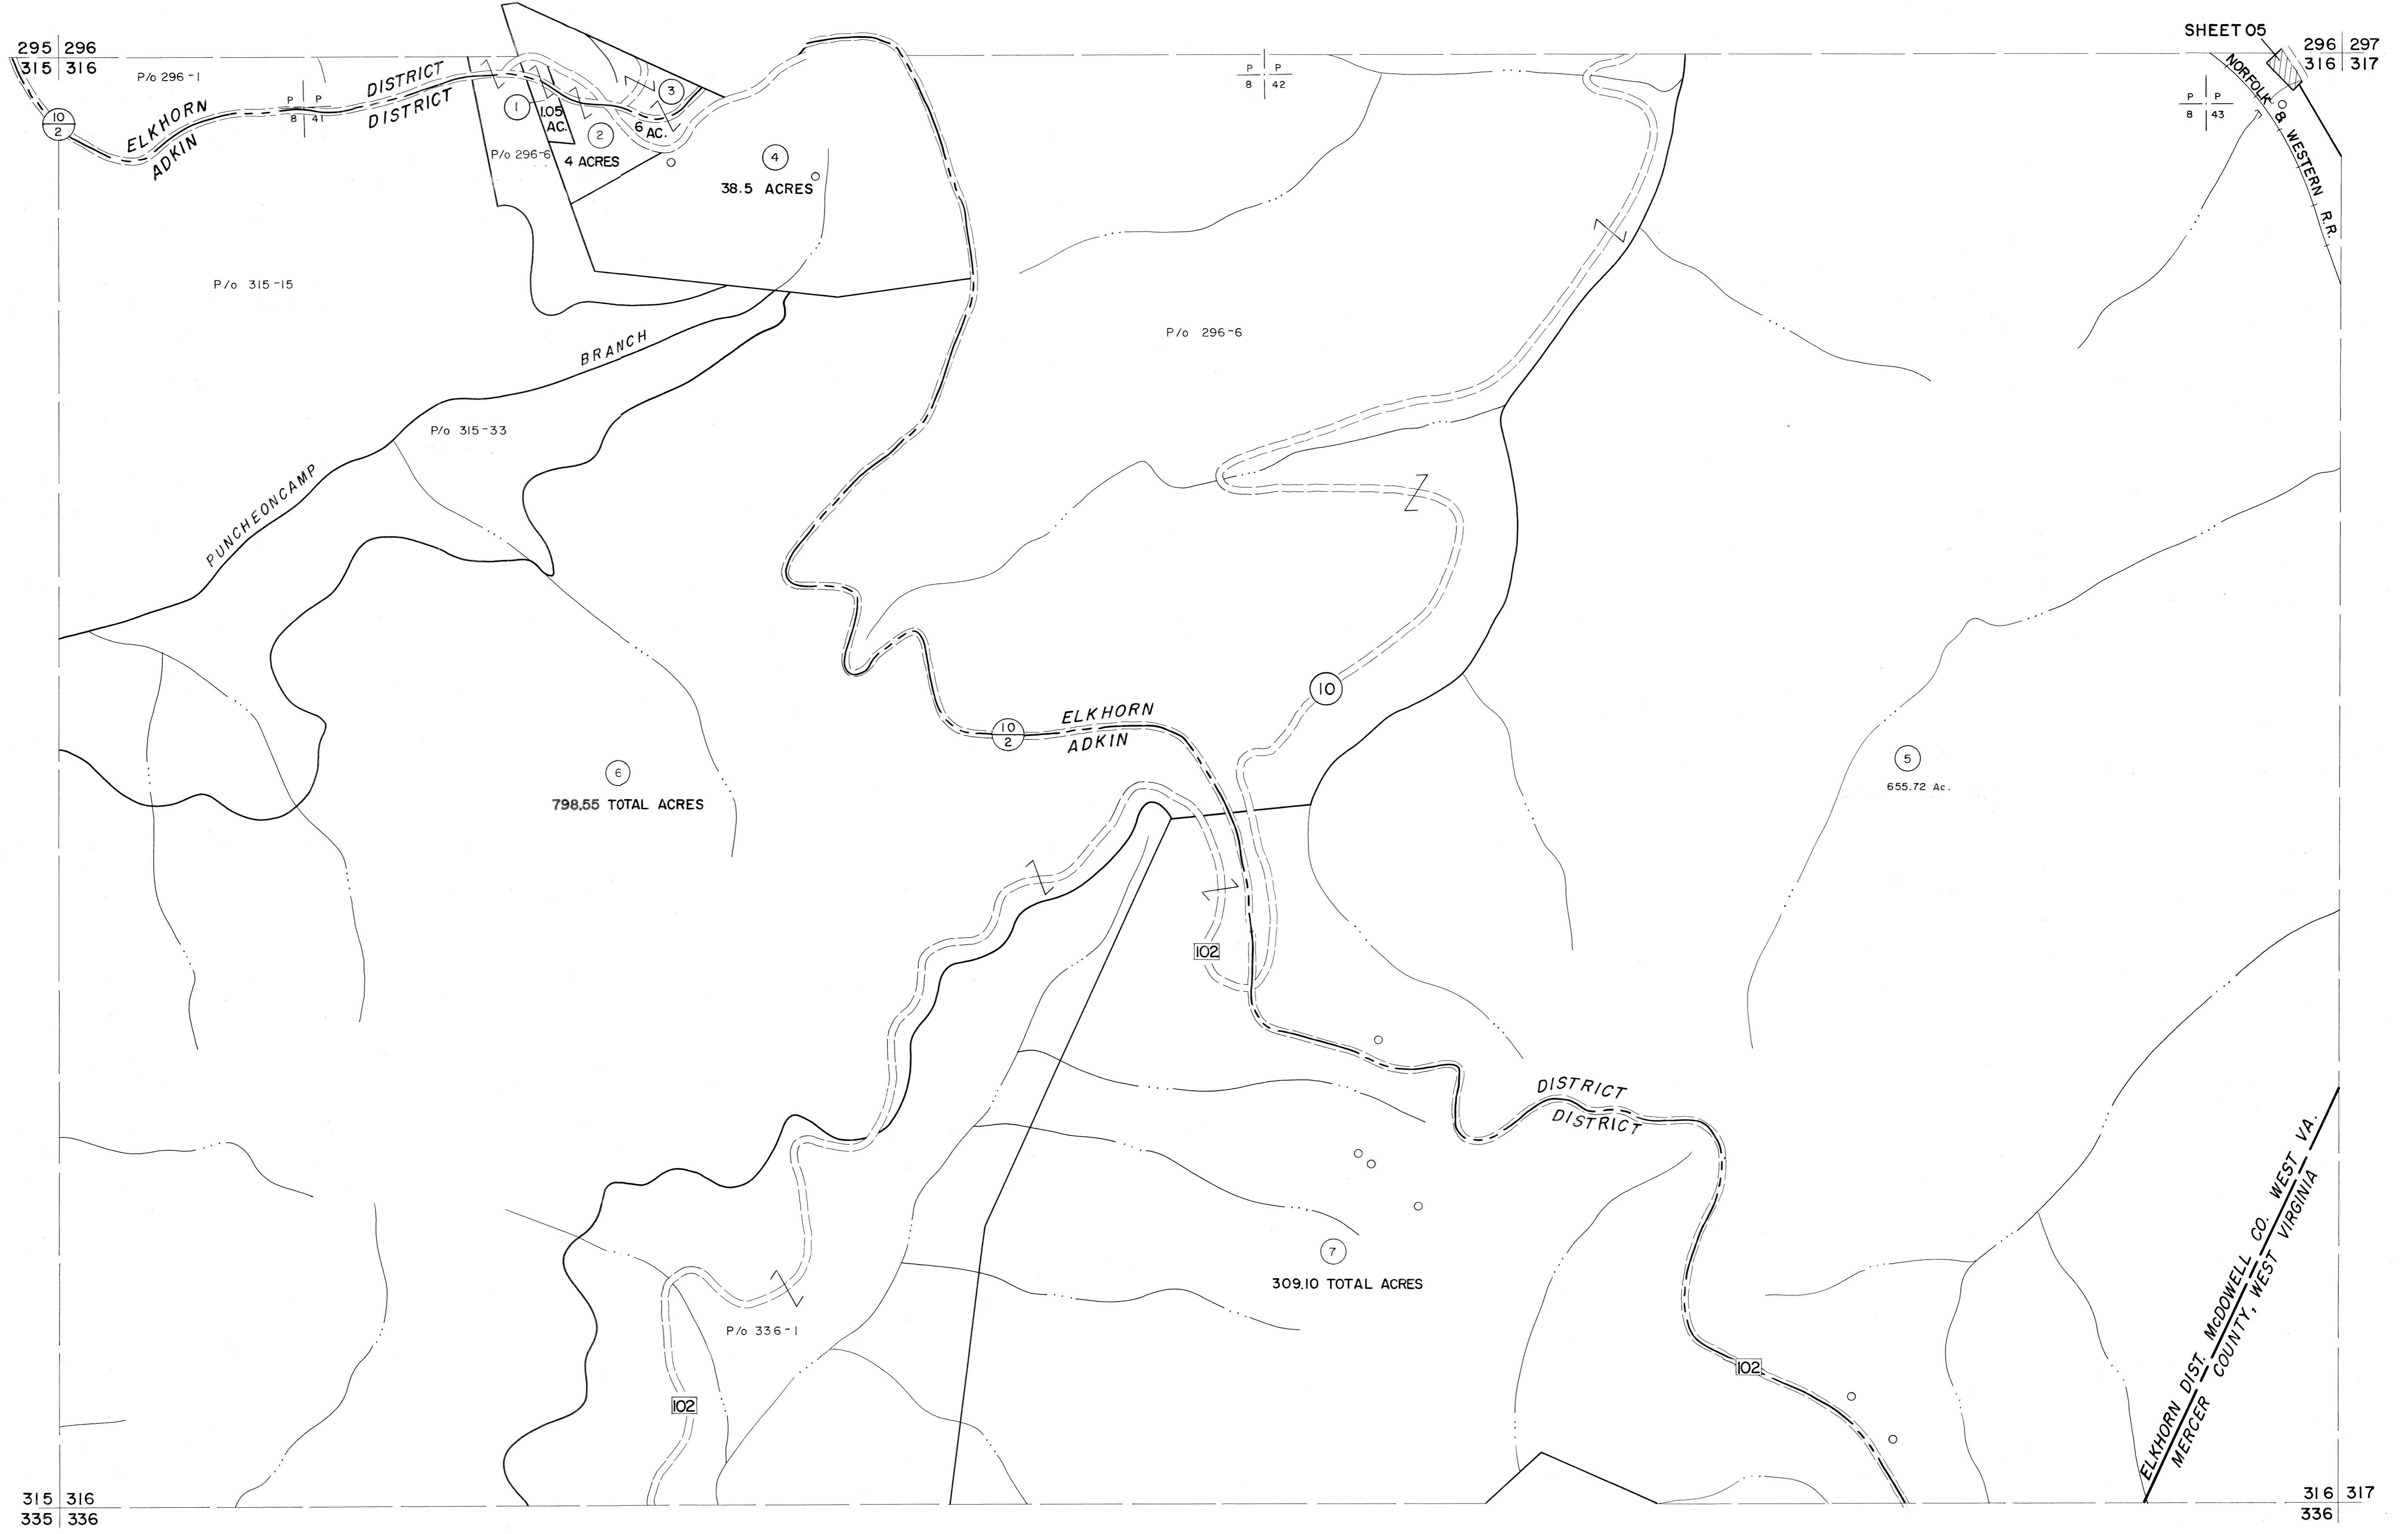 SHEET 05
295 296
315 316
296 297
316 317
P/o 296-1
DISTRICT
DISTRICT
ELKHORN
ADKIN
10
2
P P
8 41
P P
8 42
P P
8 43
NORFOLK & WESTERN R.R.
1
1.05
AC.
2
4 ACRES
3
6 AC.
P/o 296-6
4
38.5 ACRES
P/o 315-15
P/o 296-6
PUNCHEONCAMP BRANCH
P/o 315-33
10
ELKHORN
ADKIN
10
2
5
655.72 Ac.
6
798.55 TOTAL ACRES
102
DISTRICT
DISTRICT
7
309.10 TOTAL ACRES
P/o 336-1
102
102
ELKHORN DIST. McDOWELL CO. WEST VA.
MERCER COUNTY, WEST VIRGINIA
315 316
335 336
316 317
336